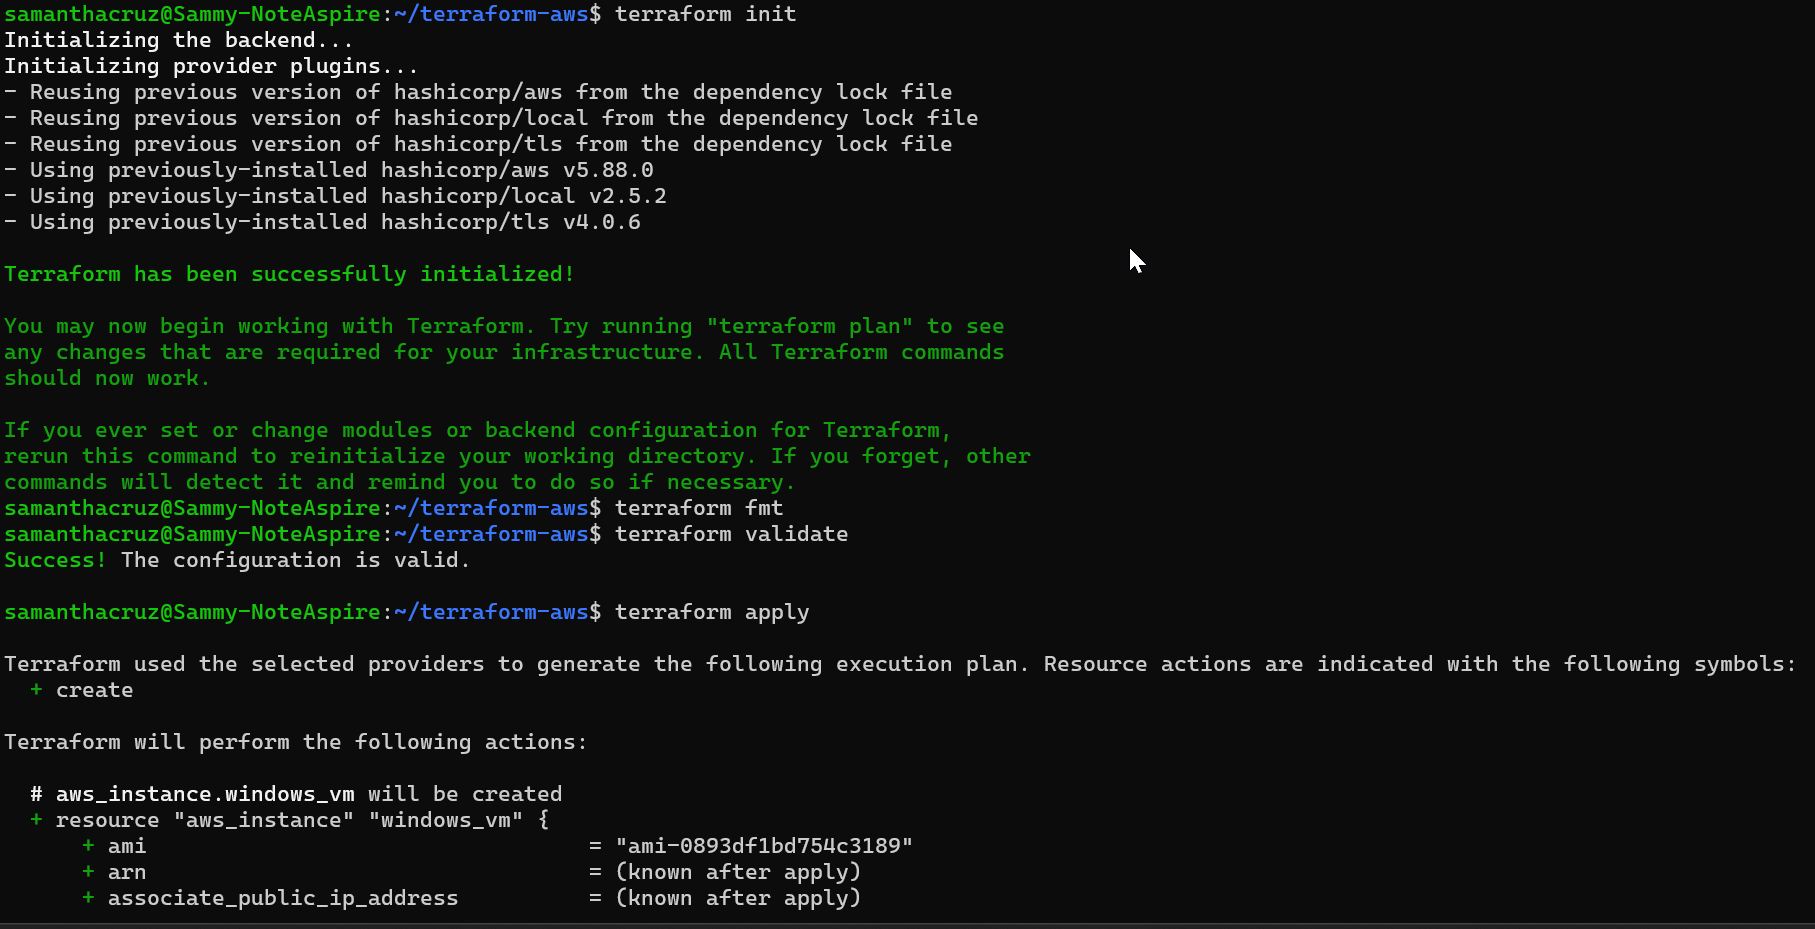 samanthacruz@Sammy-NoteAspire:~/terraform-aws$ terraform init
Initializing the backend...
Initializing provider plugins...
- Reusing previous version of hashicorp/aws from the dependency lock file
- Reusing previous version of hashicorp/local from the dependency lock file
- Reusing previous version of hashicorp/tls from the dependency lock file
- Using previously-installed hashicorp/aws v5.88.0
- Using previously-installed hashicorp/local v2.5.2
- Using previously-installed hashicorp/tls v4.0.6

Terraform has been successfully initialized!

You may now begin working with Terraform. Try running "terraform plan" to see
any changes that are required for your infrastructure. All Terraform commands
should now work.

If you ever set or change modules or backend configuration for Terraform,
rerun this command to reinitialize your working directory. If you forget, other
commands will detect it and remind you to do so if necessary.
samanthacruz@Sammy-NoteAspire:~/terraform-aws$ terraform fmt
samanthacruz@Sammy-NoteAspire:~/terraform-aws$ terraform validate
Success! The configuration is valid.

samanthacruz@Sammy-NoteAspire:~/terraform-aws$ terraform apply

Terraform used the selected providers to generate the following execution plan. Resource actions are indicated with the following symbols:
  + create

Terraform will perform the following actions:

  # aws_instance.windows_vm will be created
  + resource "aws_instance" "windows_vm" {
      + ami                                  = "ami-0893df1bd754c3189"
      + arn                                  = (known after apply)
      + associate_public_ip_address          = (known after apply)